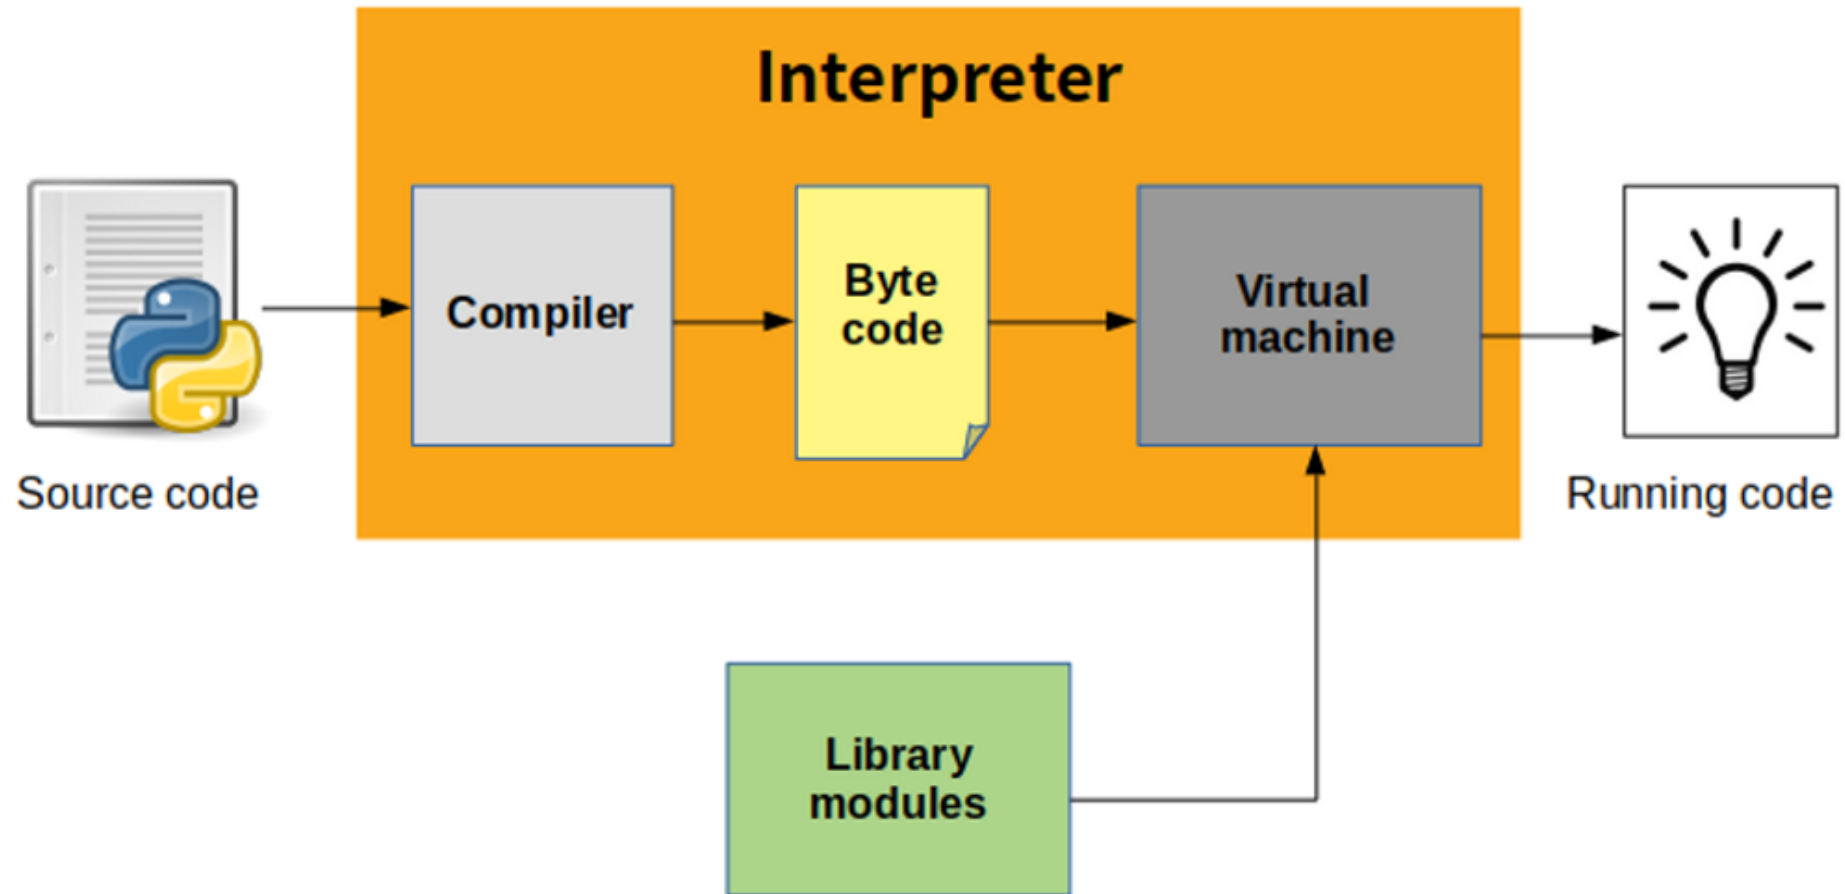 Interpreter
Compiler
Byte
code
Virtual
machine
Source code
Running code
Library
modules